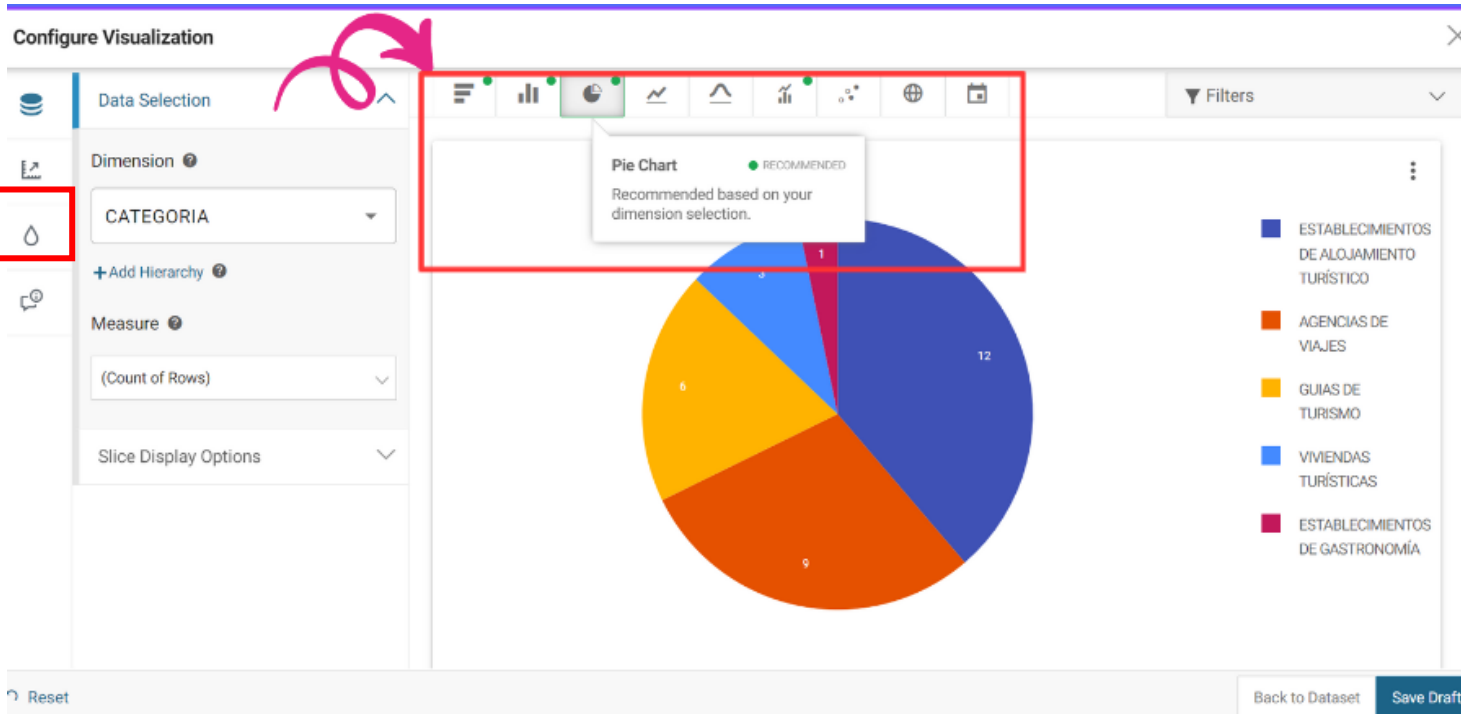 Configure Visualization
Data Selection
Filters
Dimension
CATEGORIA
+Add Hierarchy
Measure
(Count of Rows)
Slice Display Options
Pie Chart
RECOMMENDED
Recommended based on your
dimension selection.
1
3
12
6
9
ESTABLECIMIENTOS
DE ALOJAMIENTO
TURÍSTICO
AGENCIAS DE
VIAJES
GUIAS DE
TURISMO
VIVIENDAS
TURÍSTICAS
ESTABLECIMIENTOS
DE GASTRONOMÍA
Reset
Back to Dataset
Save Draft